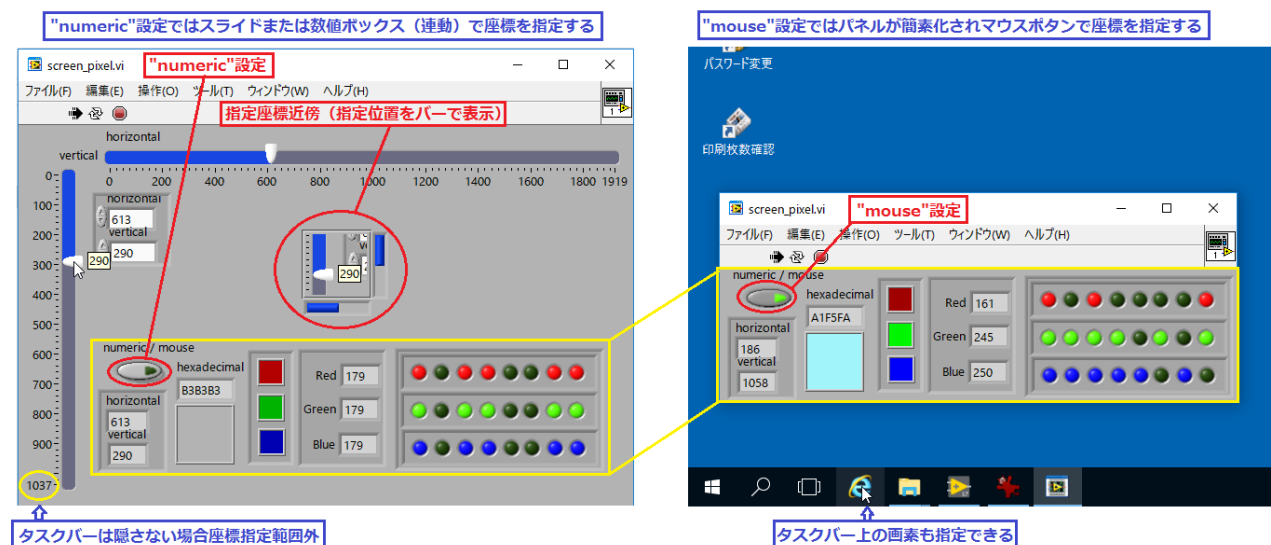 "numeric"設定ではスライドまたは数値ボックス（連動）で座標を指定する
screen_pixel.vi
"numeric"設定
ファイル(F) 編集(E) 操作(O) ツール(T) ウィンドウ(W) ヘルプ(H)
1
指定座標近傍（指定位置をバーで表示）
horizontal
vertical
0 200 400 600 800 1000 1200 1400 1600 1800 1919
0
100
200
300
400
500
600
700
800
900
1037
horizontal
613
vertical
290
290
290
numeric / mouse
hexadecimal
B3B3B3
horizontal
613
vertical
290
Red 179
Green 179
Blue 179
タスクバーは隠さない場合座標指定範囲外
"mouse"設定ではパネルが簡素化されマウスボタンで座標を指定する
パスワード変更
印刷枚数確認
screen_pixel.vi
"mouse"設定
ファイル(F) 編集(E) 操作(O) ツール(T) ウィンドウ(W) ヘルプ(H)
1
numeric / mouse
hexadecimal
A1F5FA
horizontal
186
vertical
1058
Red 161
Green 245
Blue 250
タスクバー上の画素も指定できる